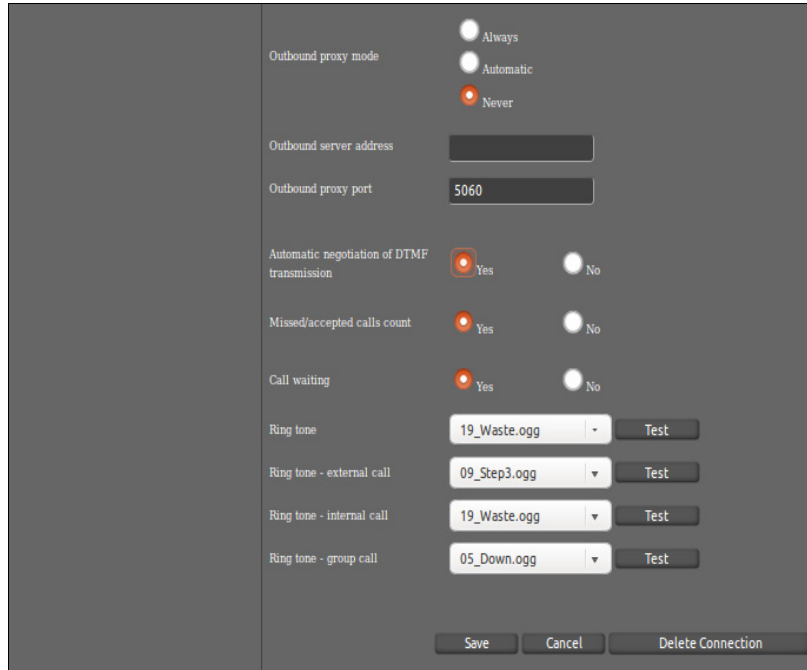 Outbound proxy mode
Always
Automatic
Never
Outbound server address
Outbound proxy port
5060
Automatic negotiation of DTMF
transmission
Yes
No
Missed/accepted calls count
Yes
No
Call waiting
Yes
No
Ring tone
19_Waste.ogg
Test
Ring tone - external call
09_Step3.ogg
Test
Ring tone - internal call
19_Waste.ogg
Test
Ring tone - group call
05_Down.ogg
Test
Save
Cancel
Delete Connection